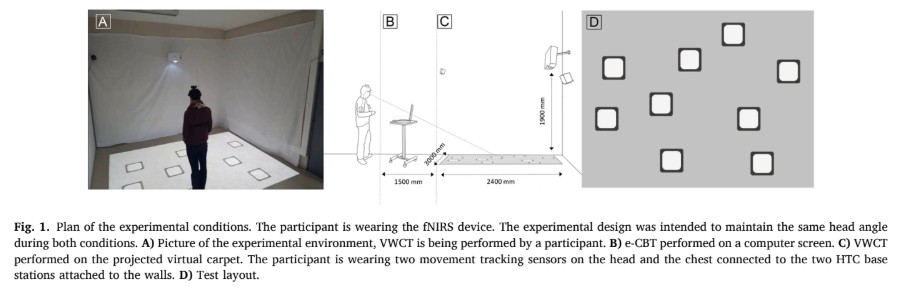 A
B
C
D
1900 mm
3000 mm
1500 mm
2400 mm
Fig. 1. Plan of the experimental conditions. The participant is wearing the fNIRS device. The experimental design was intended to maintain the same head angle
during both conditions. A) Picture of the experimental environment, VWCT is being performed by a participant. B) e-CBT performed on a computer screen. C) VWCT
performed on the projected virtual carpet. The participant is wearing two movement tracking sensors on the head and the chest connected to the two HTC base
stations attached to the walls. D) Test layout.